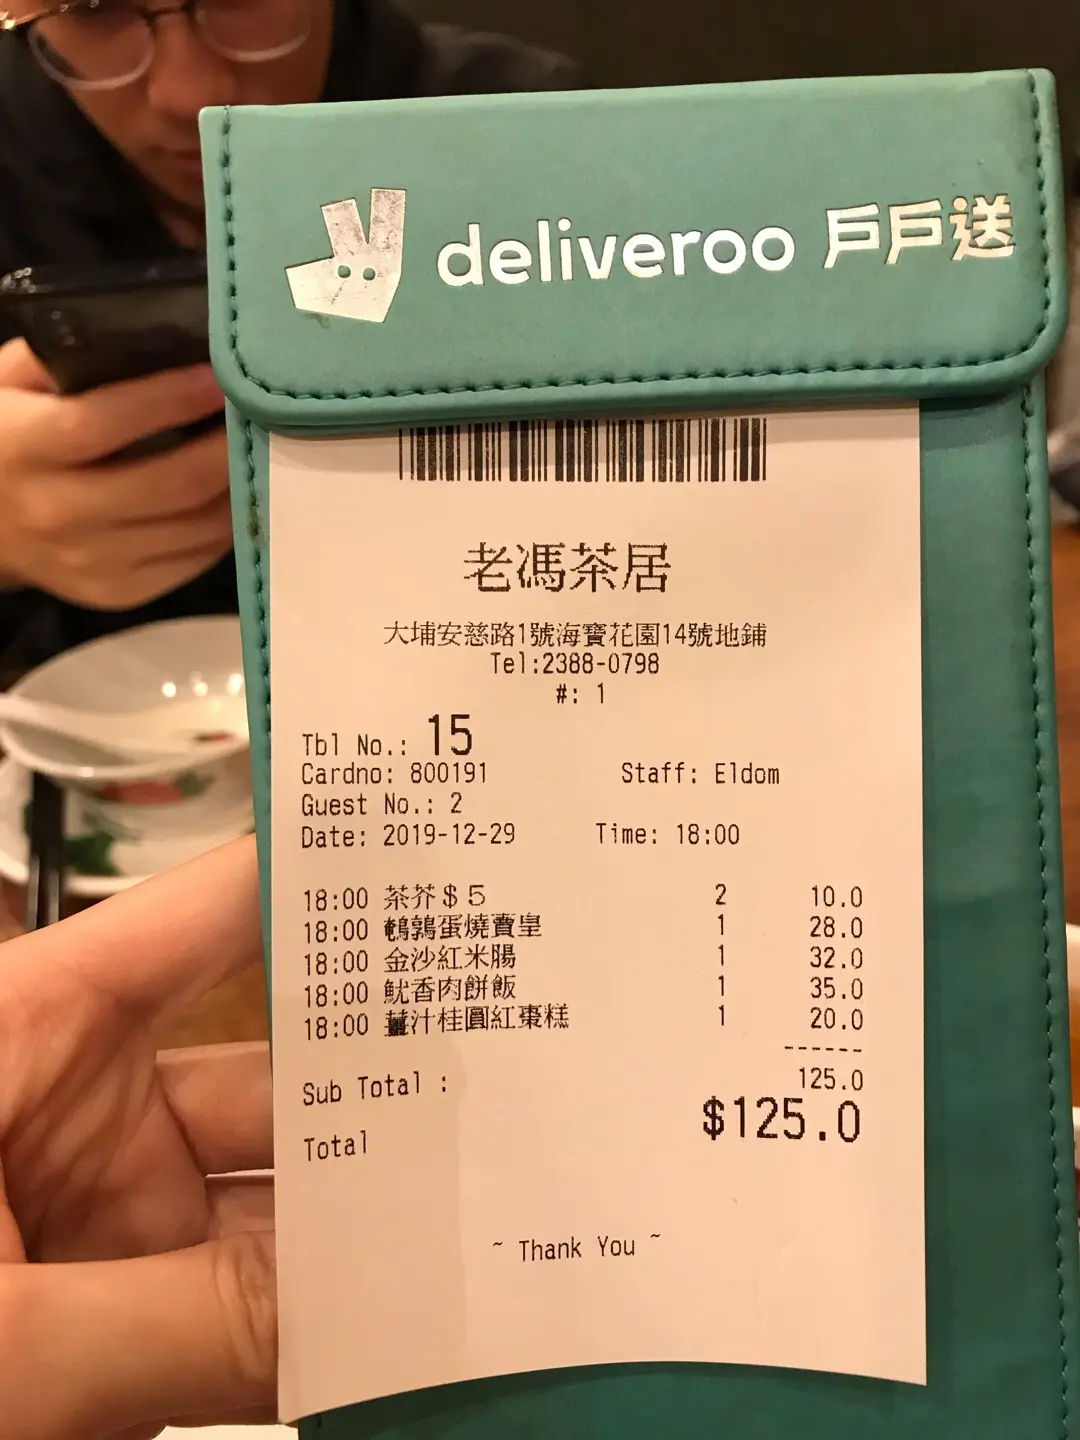 deliveroo 戶戶送
老馮茶居
大埔安慈路1號海寶花園14號地鋪
Tel:2388-0798
#: 1
Tbl No.: 15
Cardno: 800191 Staff: Eldom
Guest No.: 2
Date: 2019-12-29 Time: 18:00
18:00 茶芥$5 2 10.0
18:00 鵪鶉蛋燒賣皇 1 28.0
18:00 金沙紅米腸 1 32.0
18:00 魷香肉餅飯 1 35.0
18:00 薑汁桂圓紅棗糕 1 20.0
------
Sub Total : 125.0
Total $125.0
~ Thank You ~